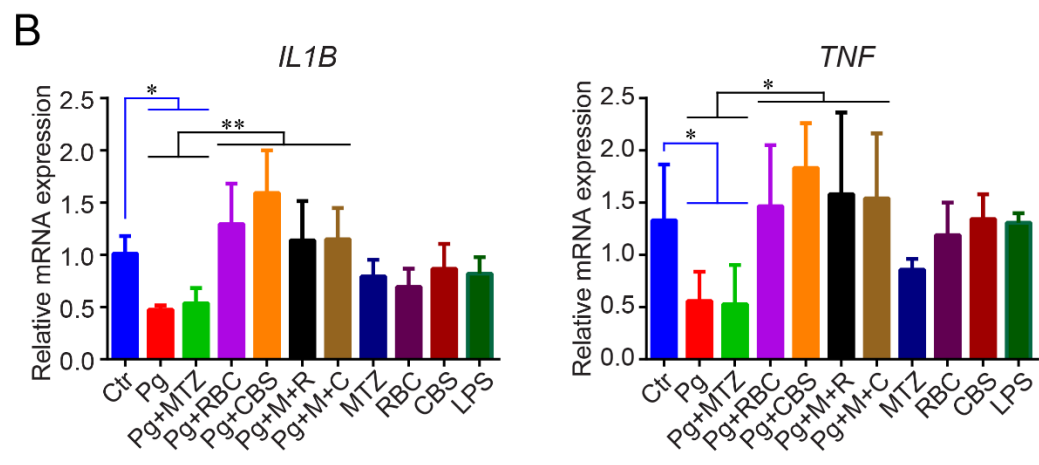 B
IL1B
Relative mRNA expression
2.5
2.0
1.5
1.0
0.5
0.0
*
**
Ctr
Pg
Pg+MTZ
Pg+RBC
Pg+CBS
Pg+M+R
Pg+M+C
MTZ
RBC
CBS
LPS
TNF
Relative mRNA expression
2.5
2.0
1.5
1.0
0.5
0.0
*
*
Ctr
Pg
Pg+MTZ
Pg+RBC
Pg+CBS
Pg+M+R
Pg+M+C
MTZ
RBC
CBS
LPS